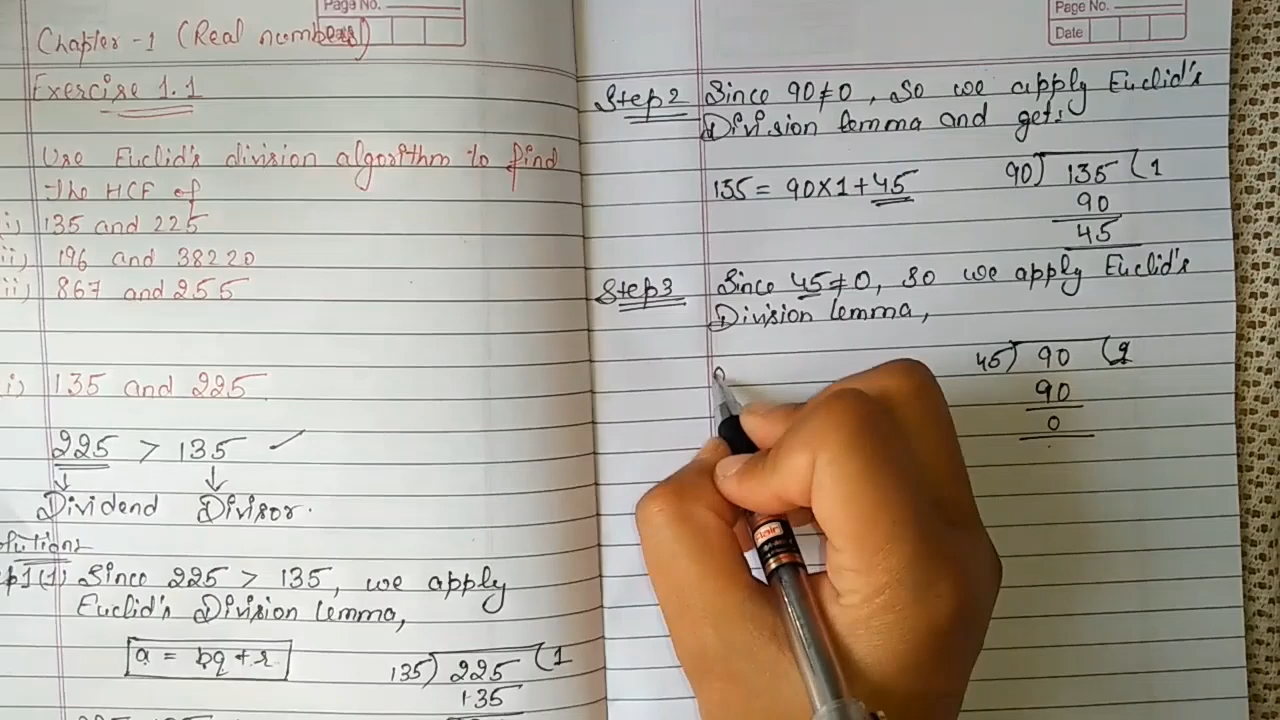 Page No.
Chapter - 1 (Real numbers)
Exercise 1.1
Use Euclid's division algorithm to find
The HCF of
i) 135 and 225
ii) 196 and 38220
ii) 867 and 255
i) 135 and 225
225 > 135
Dividend Divisor.
Since 225 > 135, we apply
Euclid's Division lemma,
a = bq + r
135) 225 (1
135
Page No.
Date
Step 2 Since 90 ≠ 0, So we apply Euclid's
Division lemma and get.
135 = 90 x 1 + 45
90) 135 (1
90
45
Step 3 Since 45 ≠ 0, so we apply Euclid's
Division lemma,
45) 90 (2
90
0
Flair